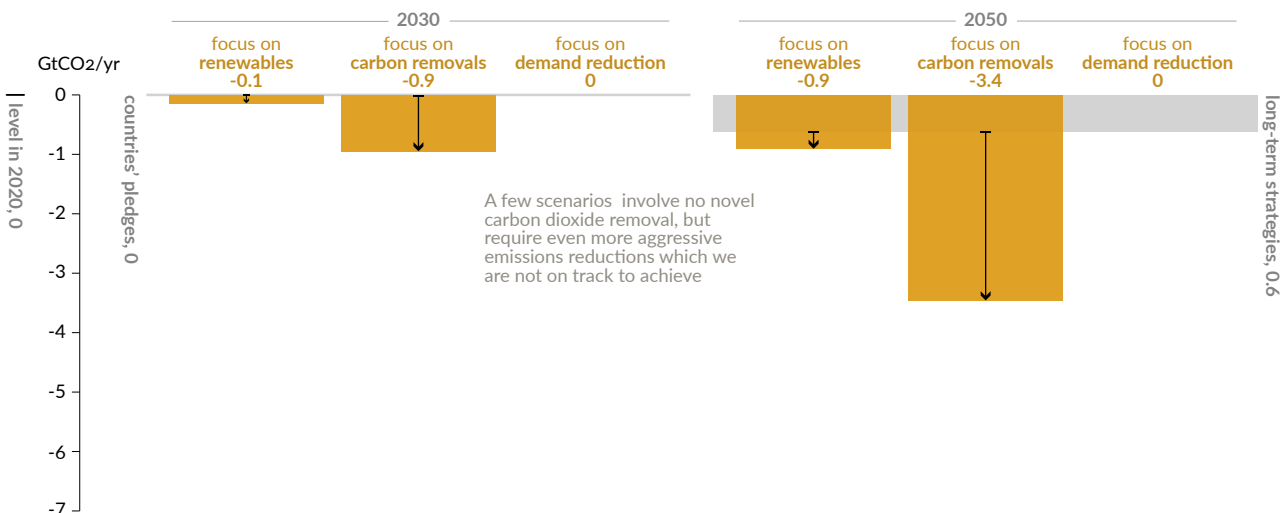 2030
2050
focus on
renewables
-0.1
focus on
carbon removals
-0.9
focus on
demand reduction
0
focus on
renewables
-0.9
focus on
carbon removals
-3.4
focus on
demand reduction
0
GtCO2/yr
0
-1
-2
-3
-4
-5
-6
-7
level in 2020, 0
countries' pledges, 0
A few scenarios  involve no novel
carbon dioxide removal, but
require even more aggressive
emissions reductions which we
are not on track to achieve
long-term strategies, 0.6